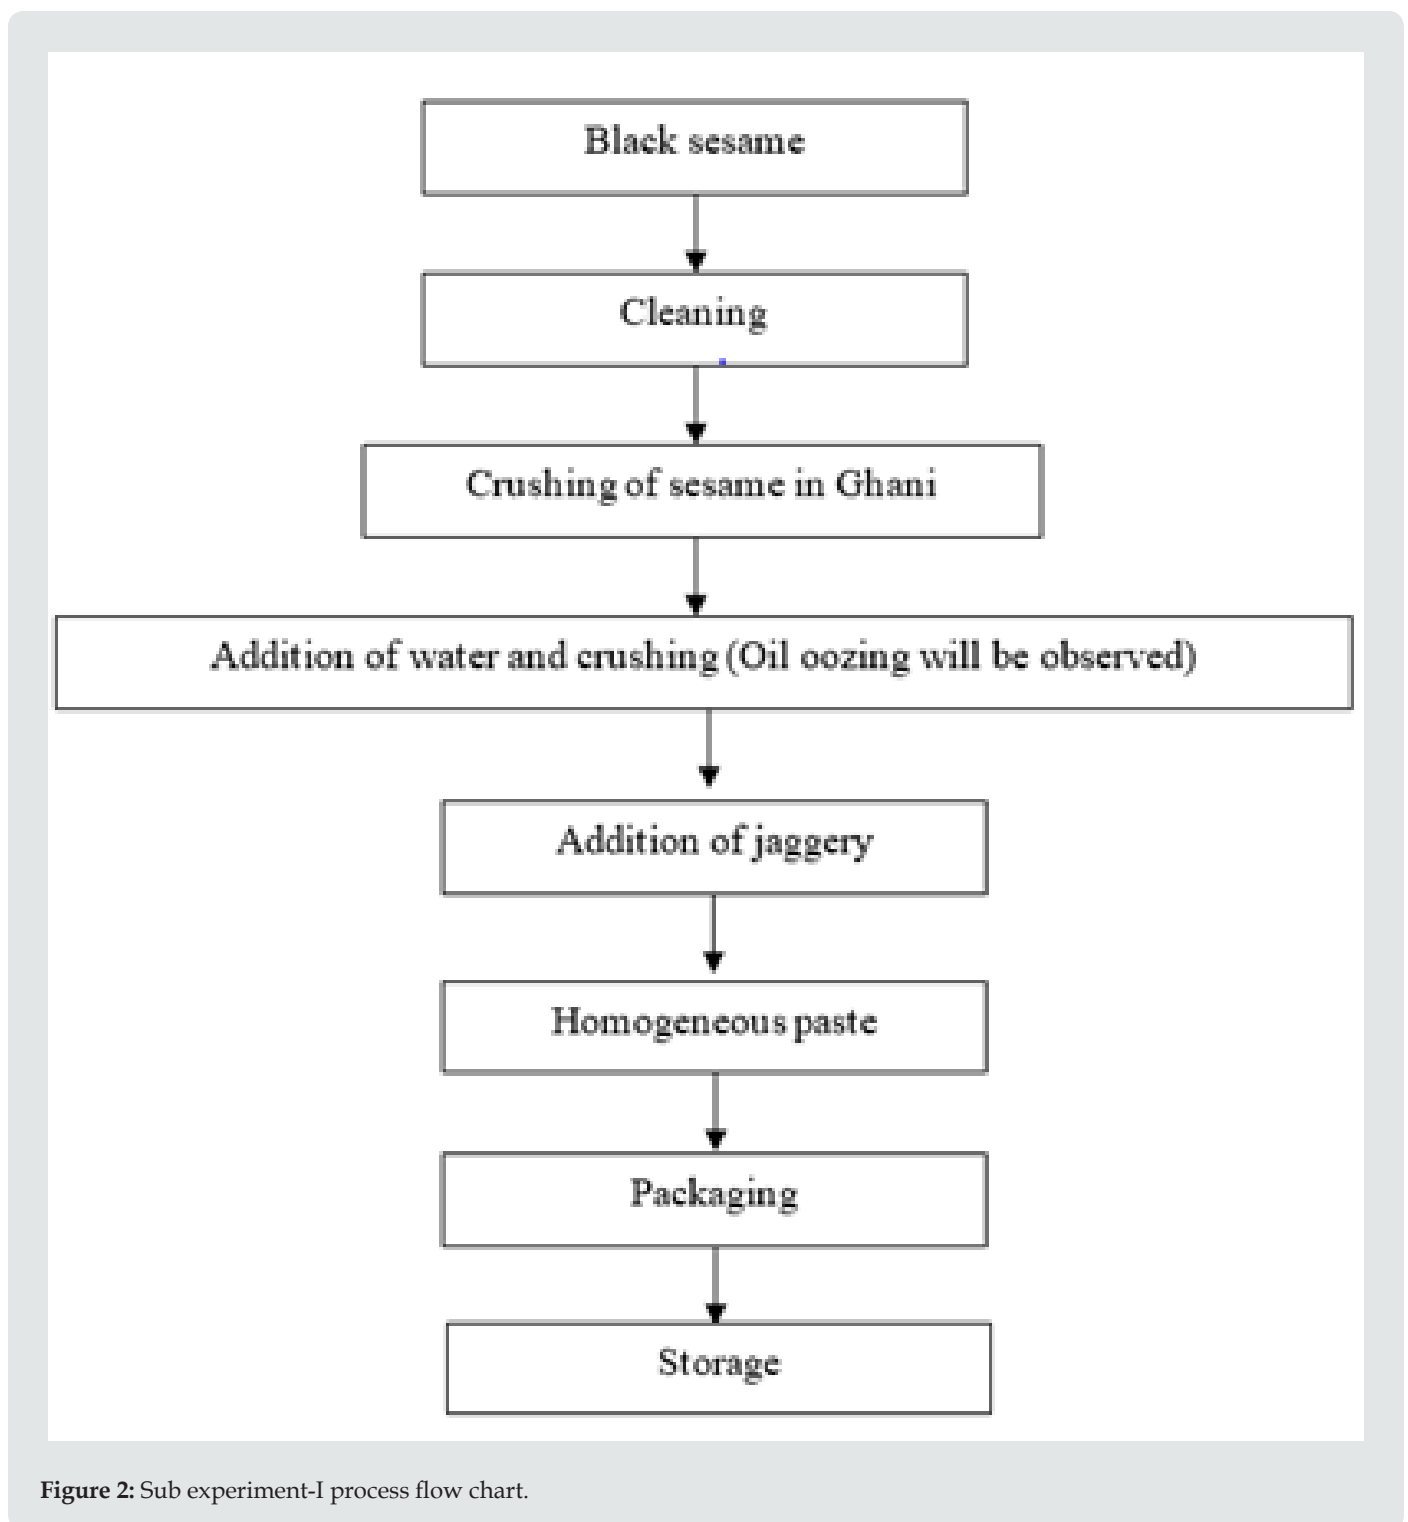 Black sesame
Cleaning
Crushing of sesame in Ghani
Addition of water and crushing (Oil oozing will be observed)
Addition of jaggery
Homogeneous paste
Packaging
Storage
Figure 2: Sub experiment-I process flow chart.